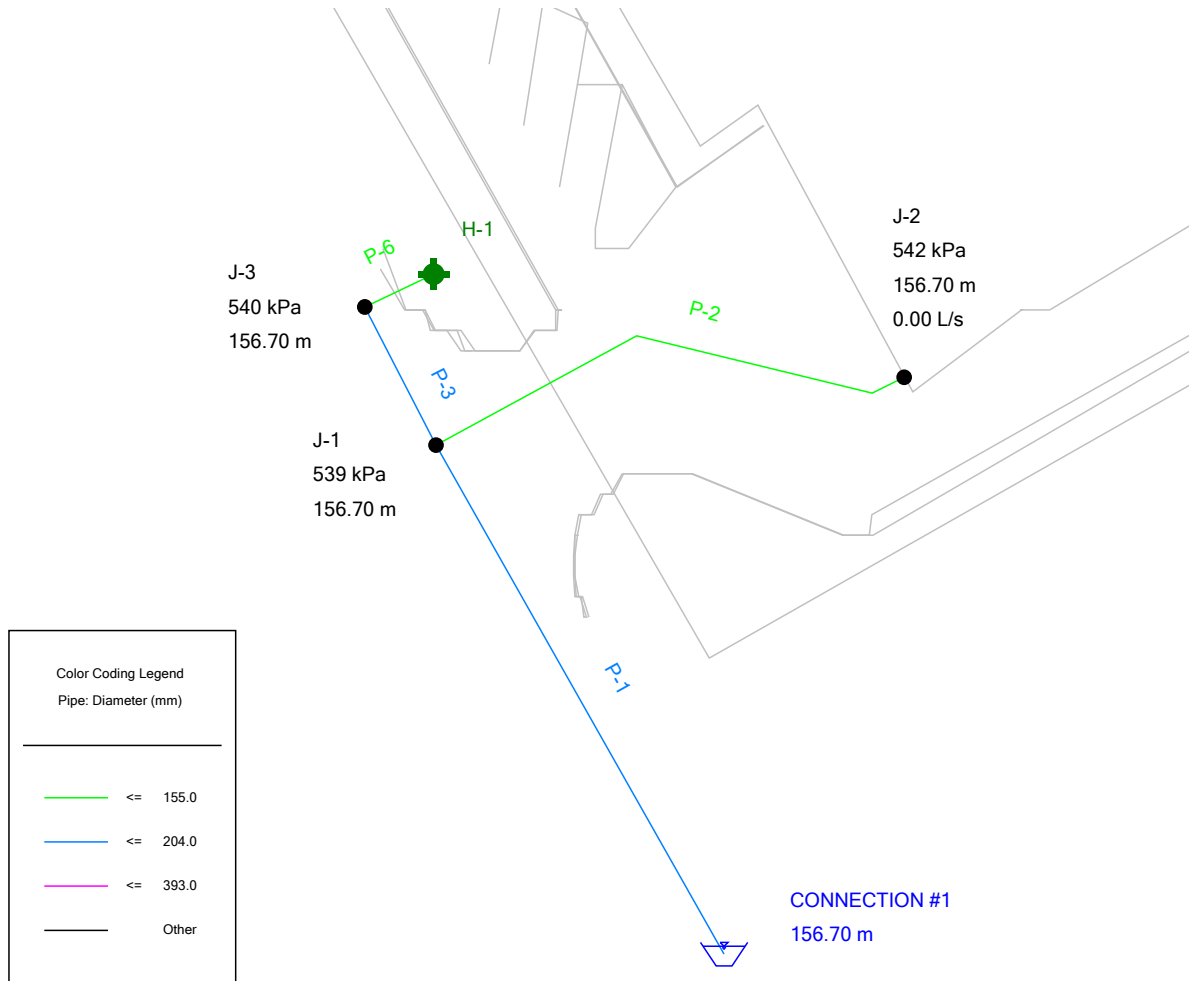 J-2
542 kPa
156.70 m
0.00 L/s
H-1
P-6
J-3
540 kPa
156.70 m
P-2
P-3
J-1
539 kPa
156.70 m
P-1
Color Coding Legend
Pipe: Diameter (mm)
<= 155.0
<= 204.0
<= 393.0
Other
CONNECTION #1
156.70 m